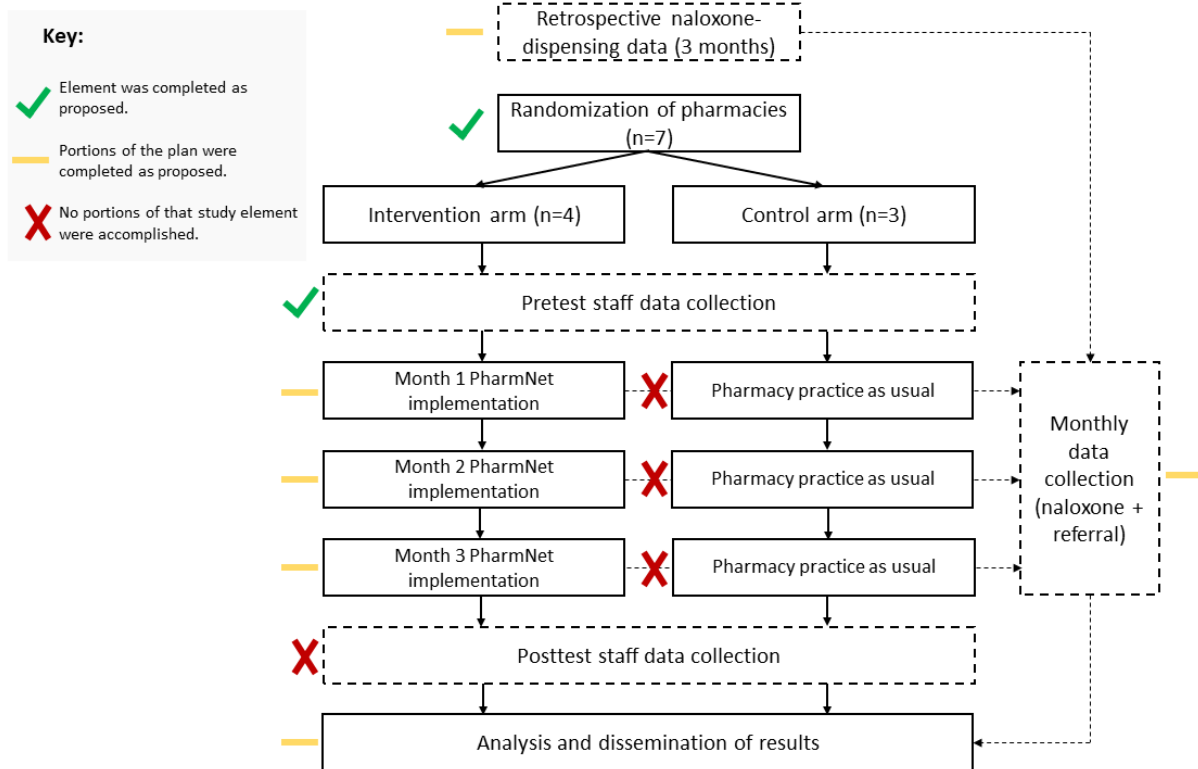 Key:
Element was completed as
proposed.
Portions of the plan were
completed as proposed.
No portions of that study element
were accomplished.
Retrospective naloxone-
dispensing data (3 months)
Randomization of pharmacies
(n=7)
Intervention arm (n=4)
Control arm (n=3)
Pretest staff data collection
Month 1 PharmNet
implementation
Pharmacy practice as usual
Month 2 PharmNet
implementation
Pharmacy practice as usual
Month 3 PharmNet
implementation
Pharmacy practice as usual
Monthly
data
collection
(naloxone +
referral)
Posttest staff data collection
Analysis and dissemination of results